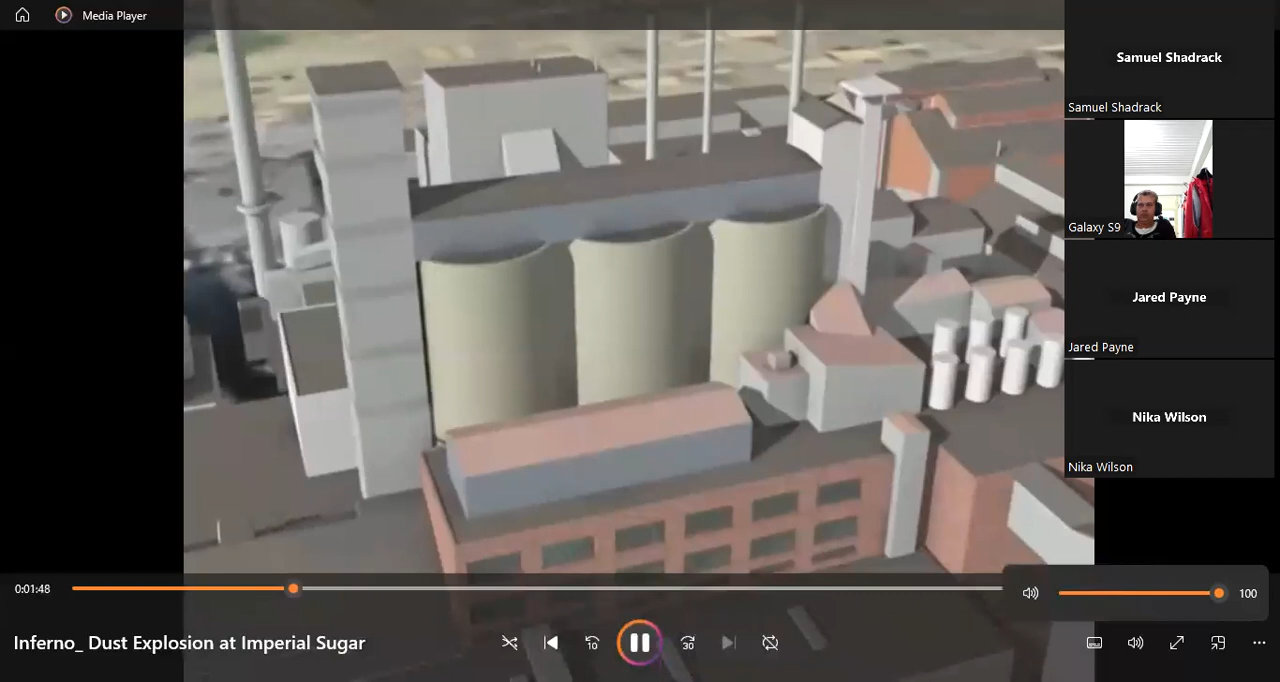 Media Player
Samuel Shadrack
Samuel Shadrack
Galaxy S9
Jared Payne
Jared Payne
Nika Wilson
Nika Wilson
0:01:48
100
Inferno_ Dust Explosion at Imperial Sugar
10
30